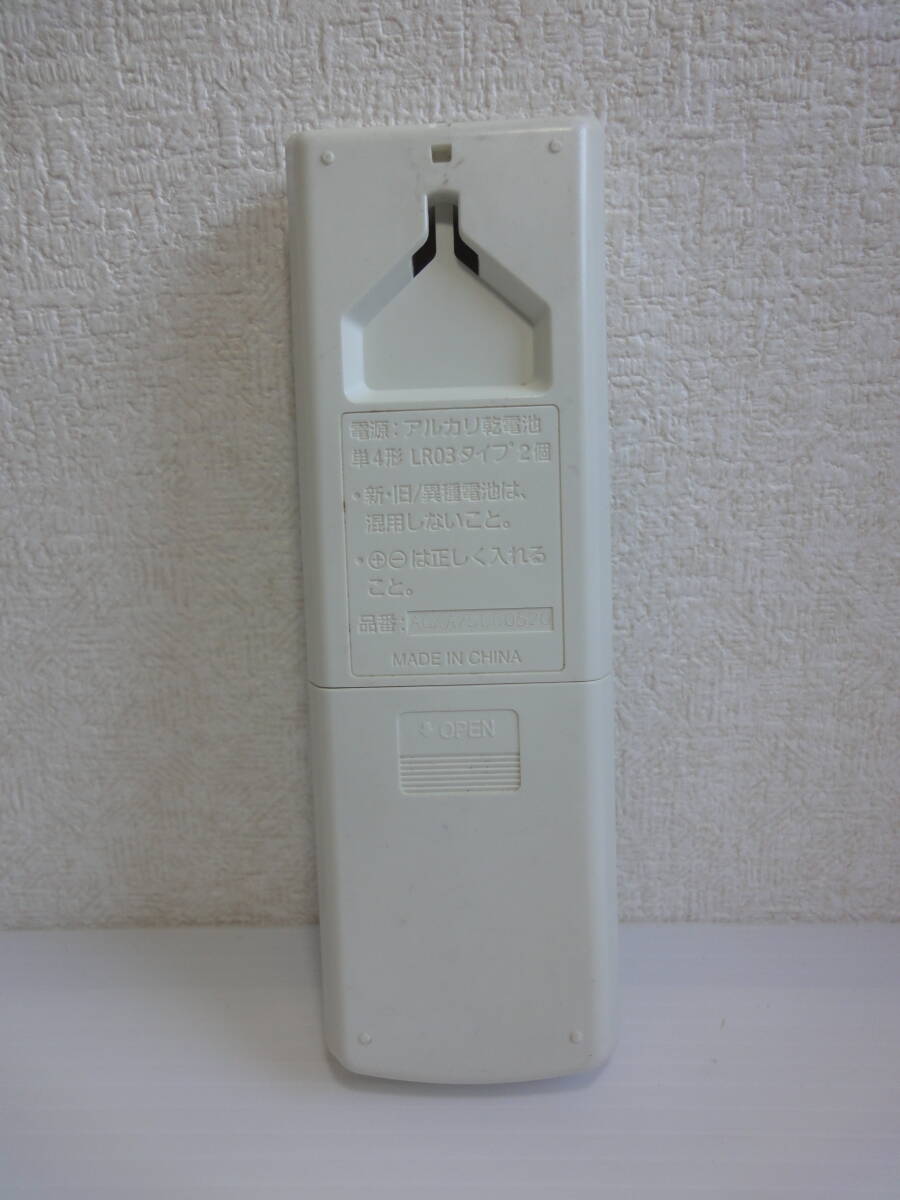 電源：アルカリ乾電池
単4形 LR03タイプ2個
・新・旧/異種電池は、
混用しないこと。
・⊕⊖は正しく入れる
こと。
品番：
MADE IN CHINA
OPEN